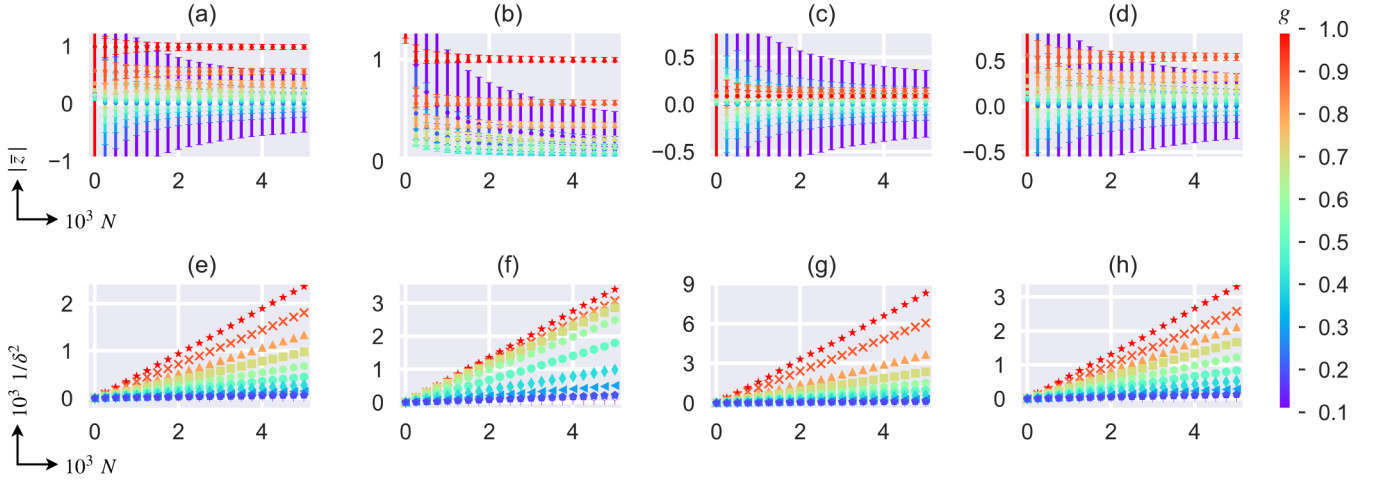 (a) (b) (c) (d) g
1 0 −1 0 2 4
1 0 0 2 4
0.5 0.0 −0.5 0 2 4
0.5 0.0 −0.5 0 2 4
|z̄|
10³ N
1.0
0.9
0.8
0.7
0.6
0.5
0.4
0.3
0.2
0.1
(e) (f) (g) (h)
2 1 0 0 2 4
3 2 1 0 0 2 4
9 6 3 0 0 2 4
3 2 1 0 0 2 4
10³ 1/δ²
10³ N